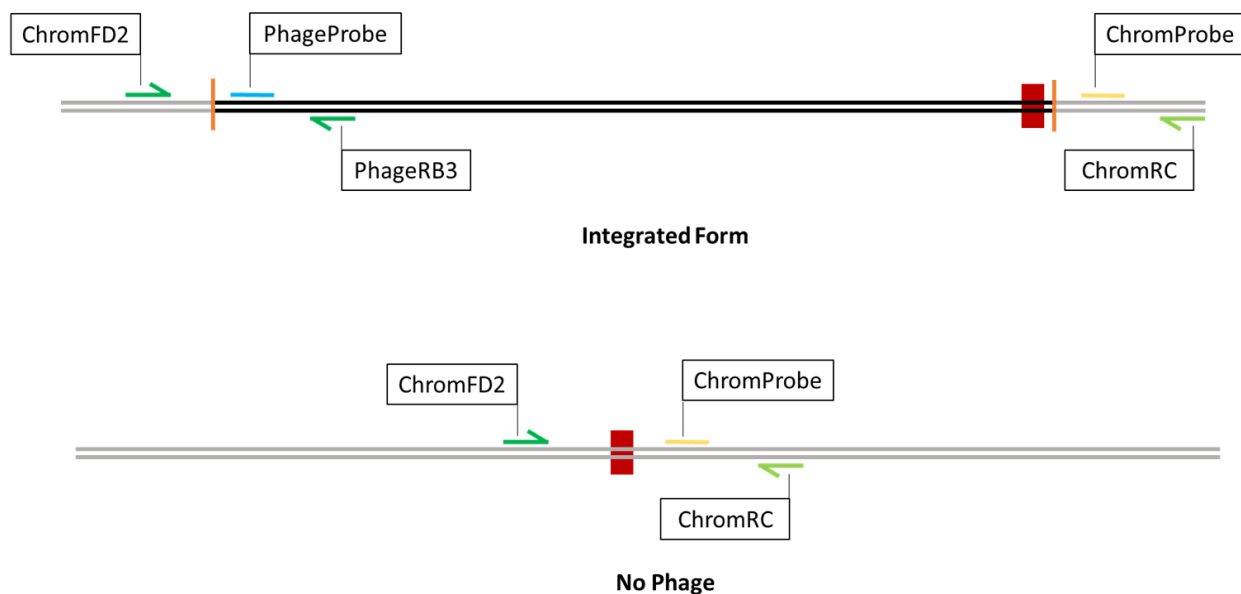 ChromFD2
PhageProbe
ChromProbe
PhageRB3
ChromRC
Integrated Form
ChromFD2
ChromProbe
ChromRC
No Phage